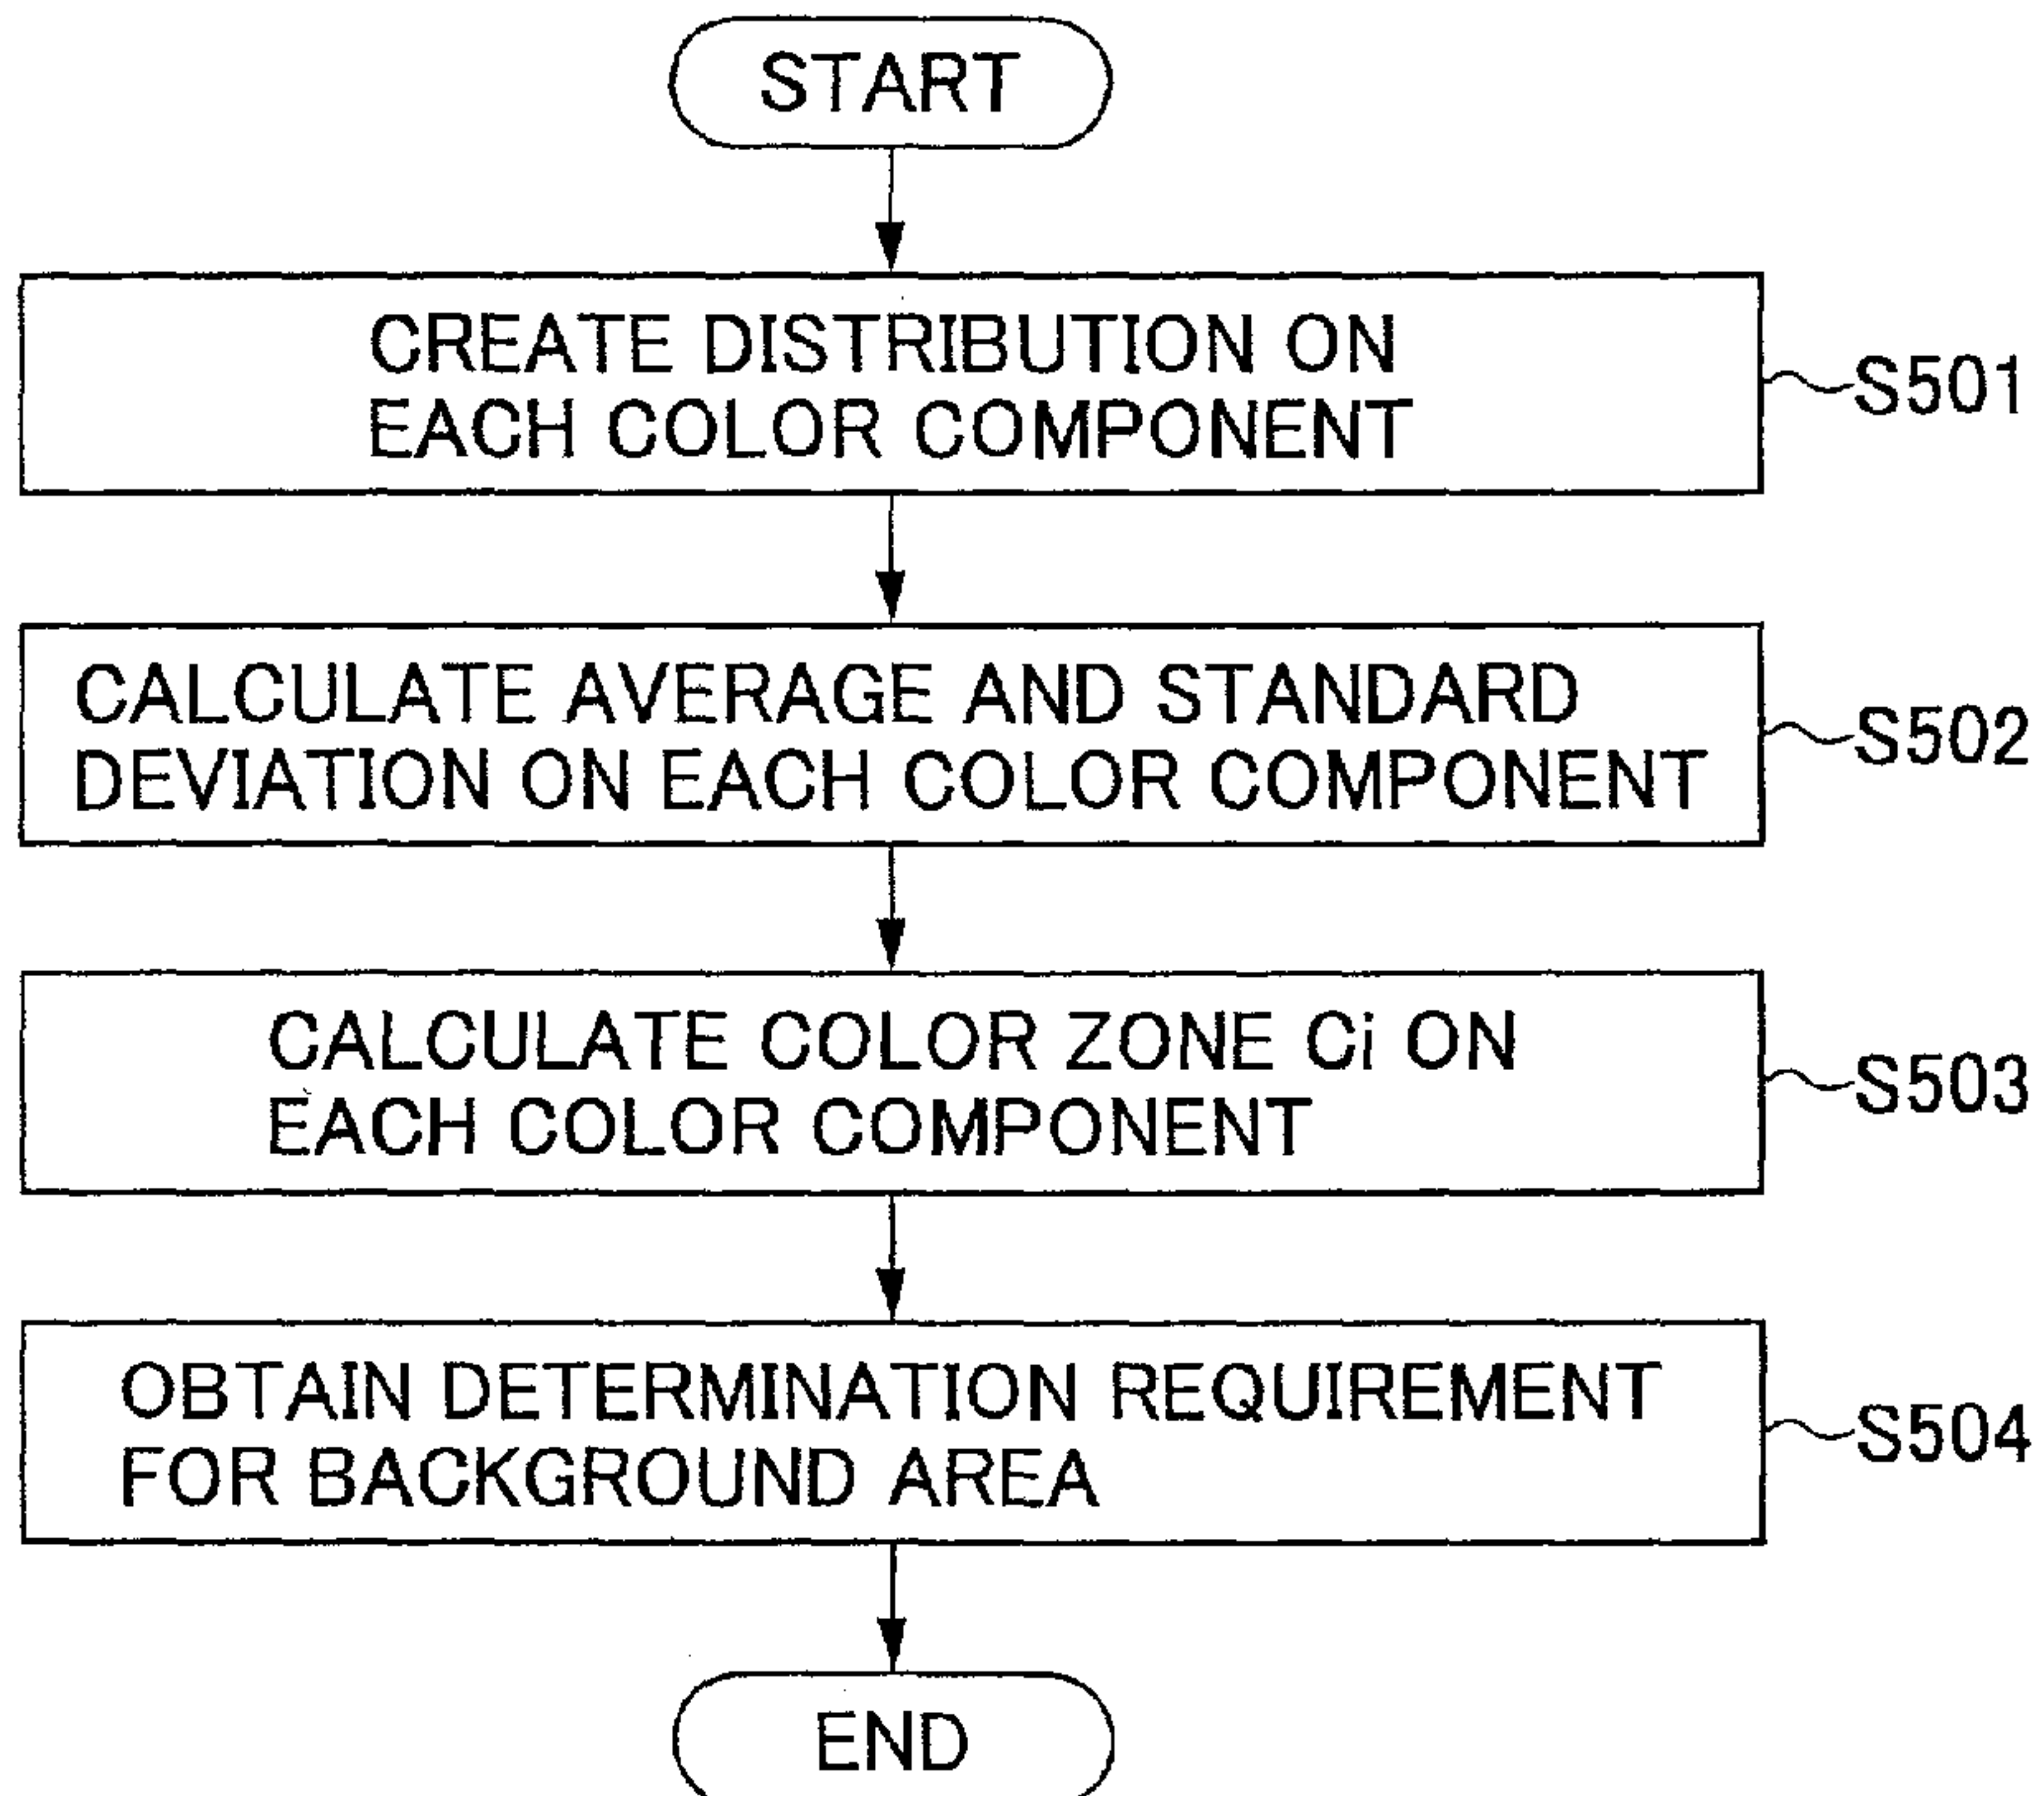 START
CREATE DISTRIBUTION ON
EACH COLOR COMPONENT
S501
CALCULATE AVERAGE AND STANDARD
DEVIATION ON EACH COLOR COMPONENT
S502
CALCULATE COLOR ZONE Ci ON
EACH COLOR COMPONENT
S503
OBTAIN DETERMINATION REQUIREMENT
FOR BACKGROUND AREA
S504
END